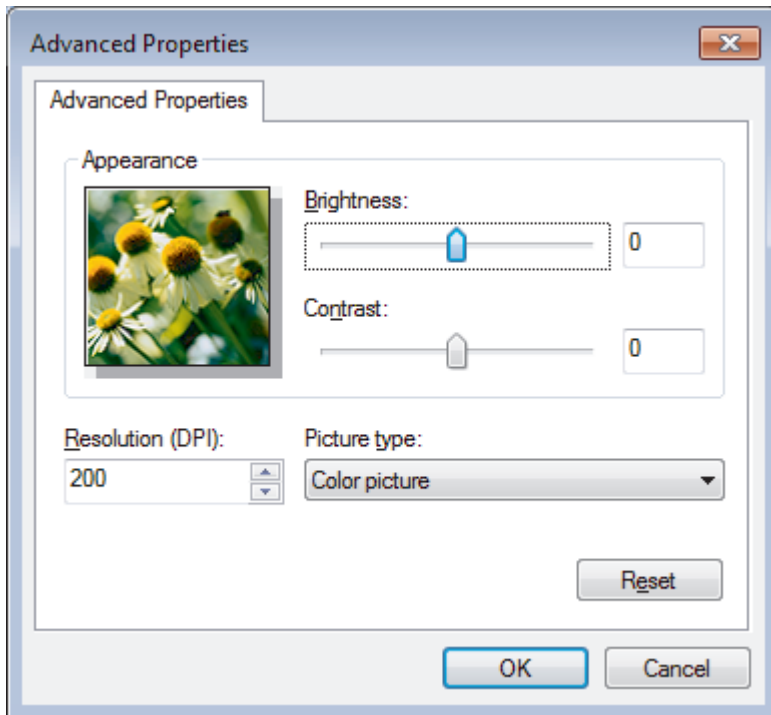 Advanced Properties
Advanced Properties
Appearance
Brightness:
0
Contrast:
0
Resolution (DPI):
200
Picture type:
Color picture
Reset
OK
Cancel